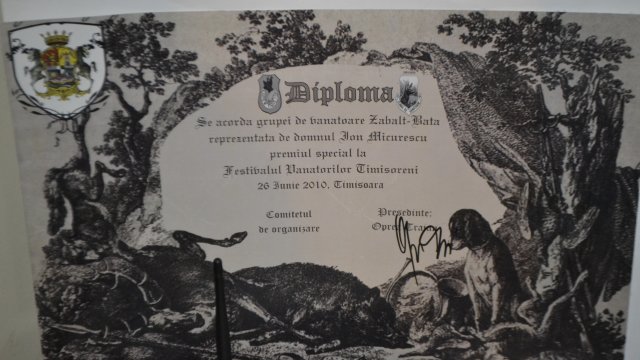 Diploma
Se acorda grupei de vanatoare Zabalt-Bata
reprezentata de domnul Ion Micurescu
premiul special la
Festivalul Vanatorilor Timisoreni
26 Iunie 2010, Timisoara
Comitetul
de organizare
Presedinte:
Opre